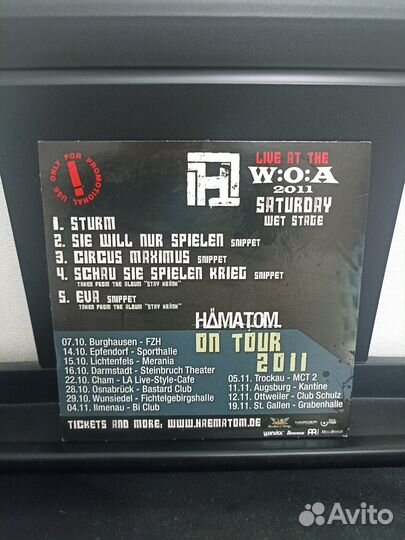 USE ONLY FOR PROMOTIONAL
!
LIVE AT THE
W:O:A
2011
SATURDAY
WET STAGE
1. STURM
2. SIE WILL NUR SPIELEN SNIPPET
3. CIRCUS MAXIMUS SNIPPET
4. SCHAU SIE SPIELEN KRIEG SNIPPET
TAKEN FROM THE ALBUM "STAY KRÄNK"
5. EVA SNIPPET
TAKEN FROM THE ALBUM "STAY KRÄNK"
HÄMATOM
ON TOUR
2011
07.10. Burghausen - FZH
14.10. Epfendorf - Sporthalle
15.10. Lichtenfels - Merania
16.10. Darmstadt - Steinbruch Theater
22.10. Cham - LA Live-Style-Cafe
28.10. Osnabrück - Bastard Club
29.10. Wunsiedel - Fichtelgebirgshalle
04.11. Ilmenau - Bi Club
05.11. Trockau - MCT 2
11.11. Augsburg - Kantine
12.11. Ottweiler - Club Schulz
19.11. St. Gallen - Grabenhalle
TICKETS AND MORE: WWW.HAEMATOM.DE
Warwick
Ibanez
MEINL
Avito